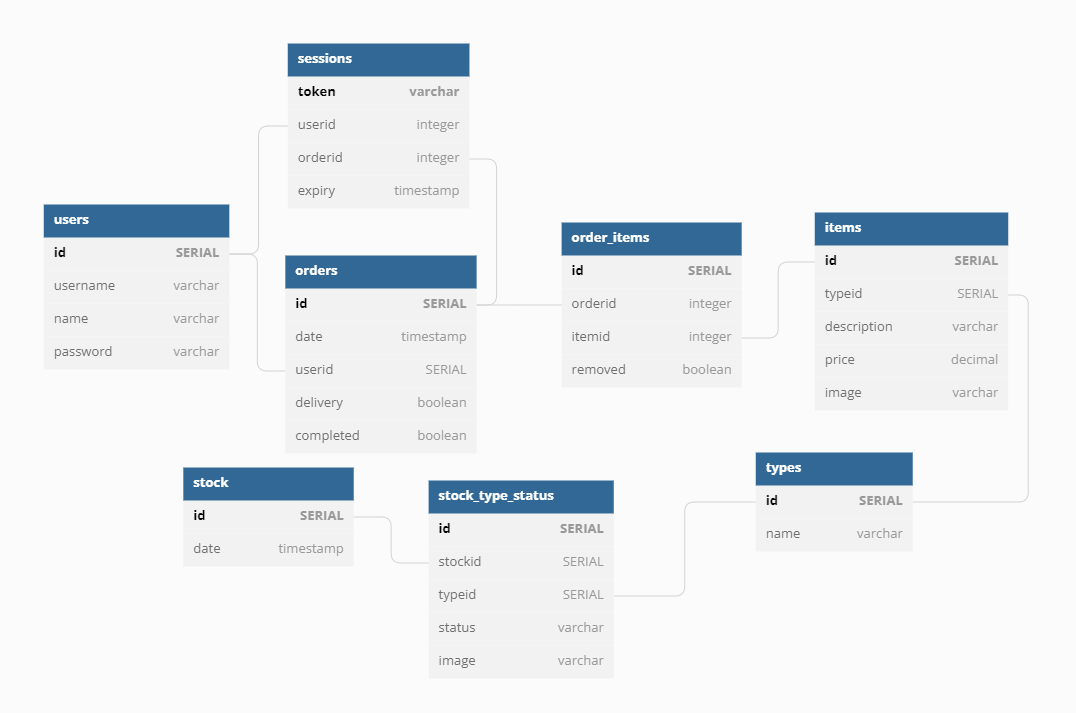 sessions
token varchar
userid integer
orderid integer
expiry timestamp
users
id SERIAL
username varchar
name varchar
password varchar
orders
id SERIAL
date timestamp
userid SERIAL
delivery boolean
completed boolean
order_items
id SERIAL
orderid integer
itemid integer
removed boolean
items
id SERIAL
typeid SERIAL
description varchar
price decimal
image varchar
stock
id SERIAL
date timestamp
stock_type_status
id SERIAL
stockid SERIAL
typeid SERIAL
status varchar
image varchar
types
id SERIAL
name varchar